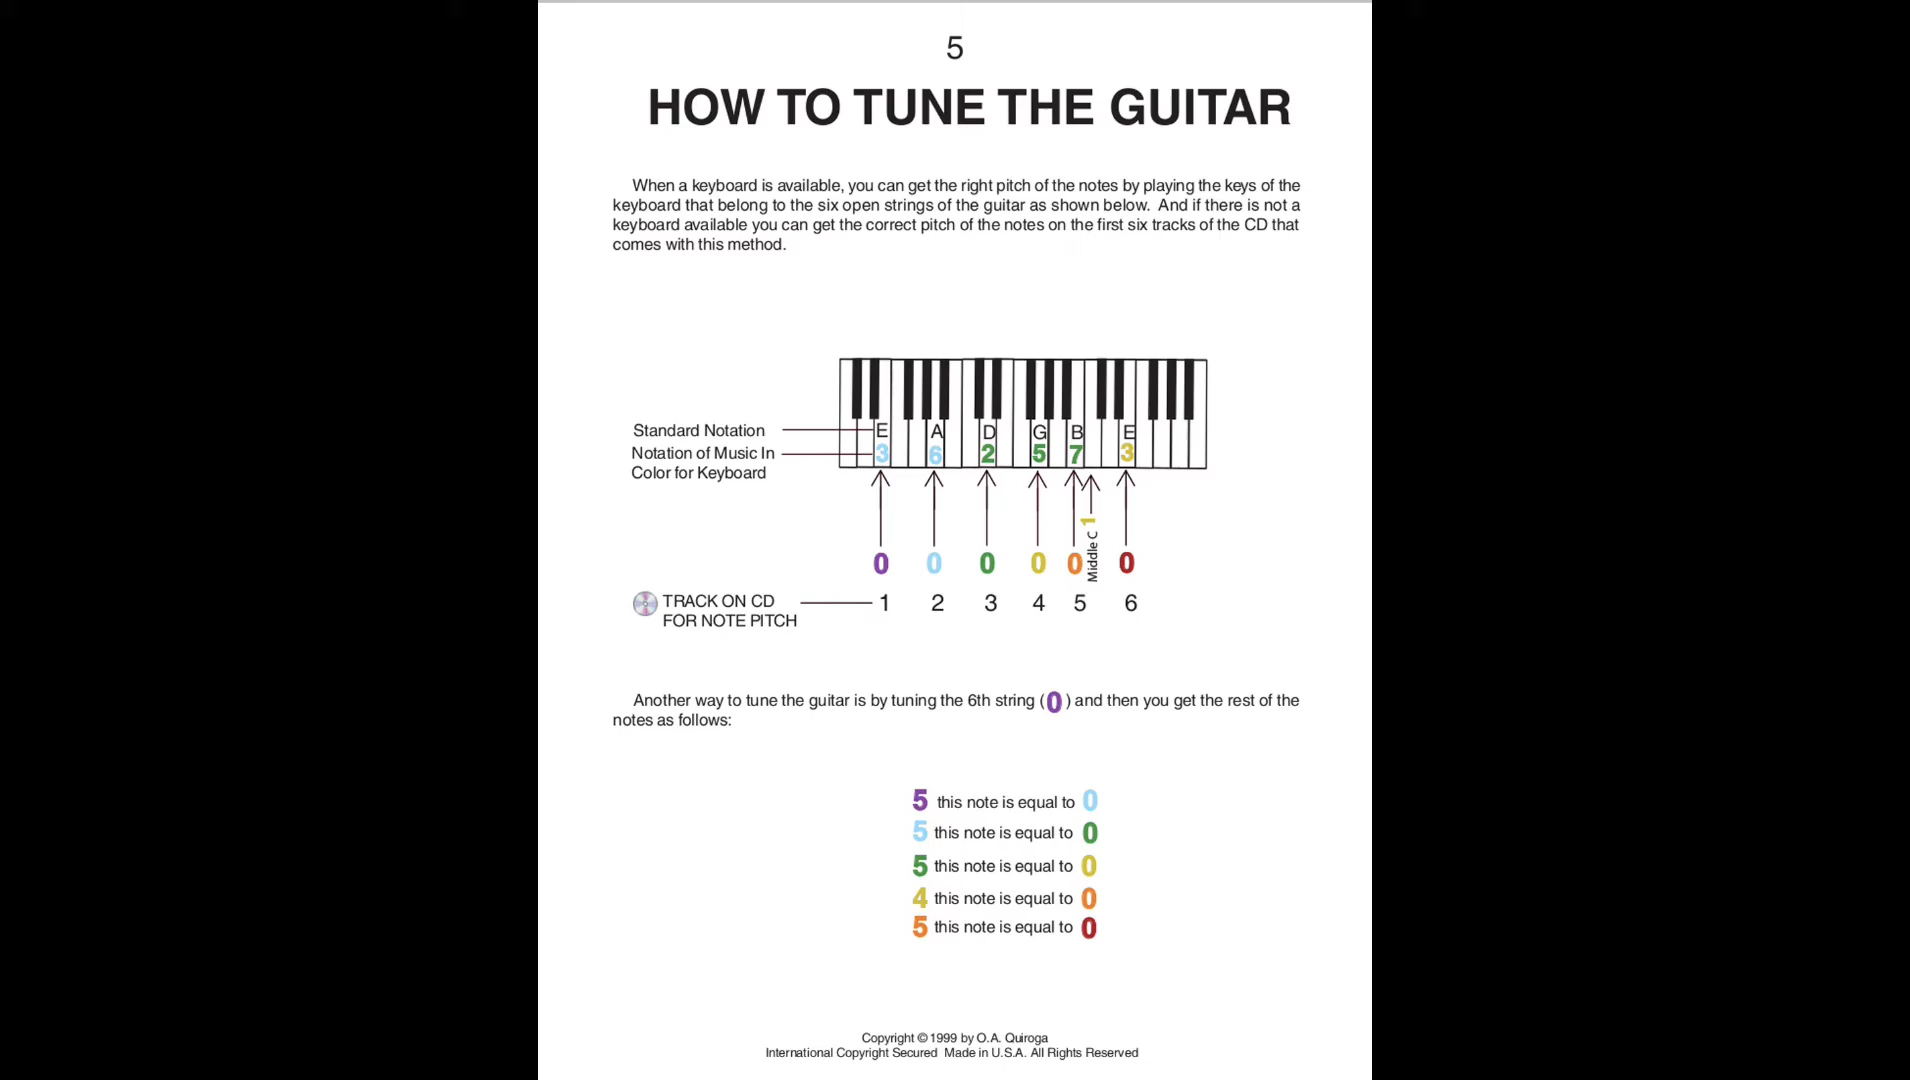 5
HOW TO TUNE THE GUITAR
When a keyboard is available, you can get the right pitch of the notes by playing the keys of the
keyboard that belong to the six open strings of the guitar as shown below. And if there is not a
keyboard available you can get the correct pitch of the notes on the first six tracks of the CD that
comes with this method.
Standard Notation E A D G B E
Notation of Music In 3 6 2 5 7 3
Color for Keyboard
Middle C 1
0 0 0 0 0 0
TRACK ON CD 1 2 3 4 5 6
FOR NOTE PITCH
Another way to tune the guitar is by tuning the 6th string (0) and then you get the rest of the
notes as follows:
5 this note is equal to 0
5 this note is equal to 0
5 this note is equal to 0
4 this note is equal to 0
5 this note is equal to 0
Copyright © 1999 by O.A. Quiroga
International Copyright Secured Made in U.S.A. All Rights Reserved